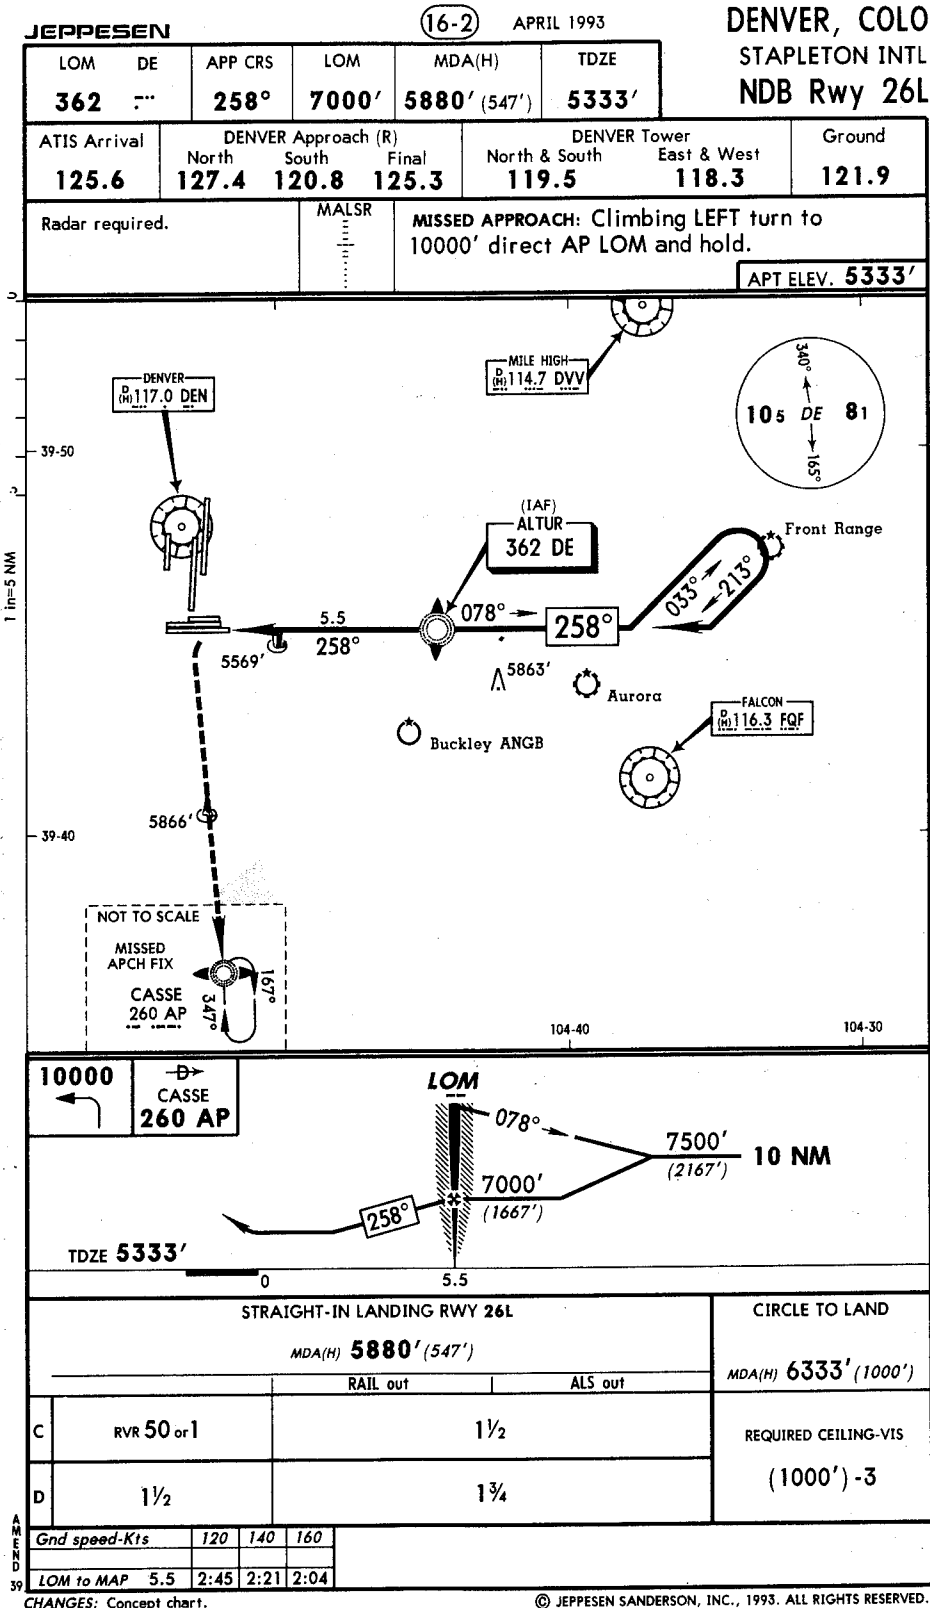 JEPPESEN
16-2
APRIL 1993
DENVER, COLO
STAPLETON INTL
NDB Rwy 26L
LOM DE
362
APP CRS
258°
LOM
7000'
MDA(H)
5880' (547')
TDZE
5333'
ATIS Arrival
125.6
DENVER Approach (R)
North South Final
127.4 120.8 125.3
DENVER Tower
North & South East & West
119.5 118.3
Ground
121.9
Radar required.
MALSR
MISSED APPROACH: Climbing LEFT turn to
10000' direct AP LOM and hold.
APT ELEV. 5333'
MILE HIGH
D
(H) 114.7 DVV
DENVER
D
(H) 117.0 DEN
340°
105 DE 81
165°
39-50
(IAF)
ALTUR
362 DE
Front Range
1 in=5 NM
033°
213°
078°
258°
5.5
258°
5569'
5863'
Aurora
Buckley ANGB
FALCON
D
(H) 116.3 FQF
5866'
39-40
NOT TO SCALE
MISSED
APCH FIX
CASSE
260 AP
347°
167°
104-40
104-30
10000
D
CASSE
260 AP
LOM
078°
7500'
(2167')
10 NM
7000'
(1667')
258°
TDZE 5333'
0
5.5
STRAIGHT-IN LANDING RWY 26L
MDA(H) 5880' (547')
RAIL out
ALS out
CIRCLE TO LAND
MDA(H) 6333' (1000')
C
RVR 50 or 1
1½
REQUIRED CEILING-VIS
(1000') -3
D
1½
1¾
AMEND
39
Gnd speed-Kts 120 140 160
LOM to MAP 5.5 2:45 2:21 2:04
CHANGES: Concept chart.
© JEPPESEN SANDERSON, INC., 1993. ALL RIGHTS RESERVED.